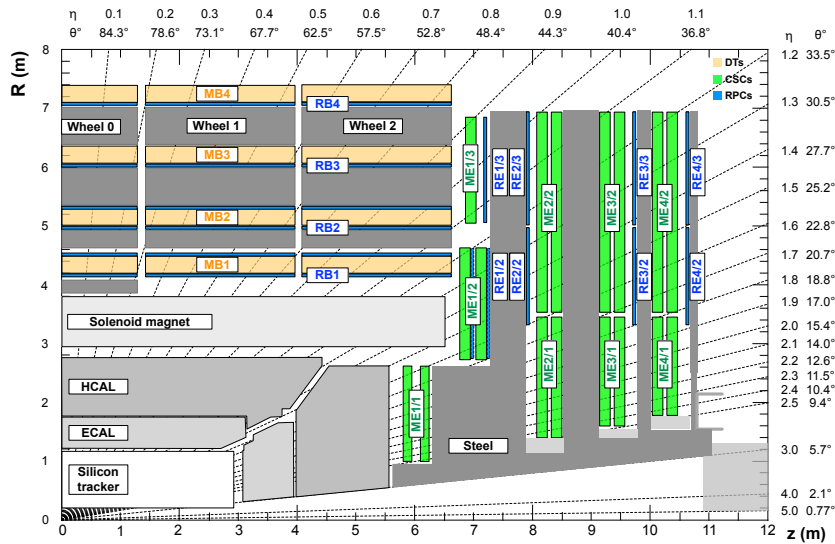 η 0.1 0.2 0.3 0.4 0.5 0.6 0.7 0.8 0.9 1.0 1.1 η θ°
θ° 84.3° 78.6° 73.1° 67.7° 62.5° 57.5° 52.8° 48.4° 44.3° 40.4° 36.8°
R (m)
8
7
6
5
4
3
2
1
0
1.2 33.5°
1.3 30.5°
1.4 27.7°
1.5 25.2°
1.6 22.8°
1.7 20.7°
1.8 18.8°
1.9 17.0°
2.0 15.4°
2.1 14.0°
2.2 12.6°
2.3 11.5°
2.4 10.4°
2.5 9.4°
3.0 5.7°
4.0 2.1°
5.0 0.77°
DTs
CSCs
RPCs
MB4
RB4
Wheel 0
Wheel 1
Wheel 2
MB3
RB3
MB2
RB2
MB1
RB1
Solenoid magnet
HCAL
ECAL
Silicon
tracker
Steel
ME1/3
RE1/3
RE2/3
ME2/2
ME3/2
RE3/3
ME4/2
RE4/3
ME1/2
RE1/2
RE2/2
RE3/2
RE4/2
ME1/1
ME2/1
ME3/1
ME4/1
0 1 2 3 4 5 6 7 8 9 10 11 12
z (m)